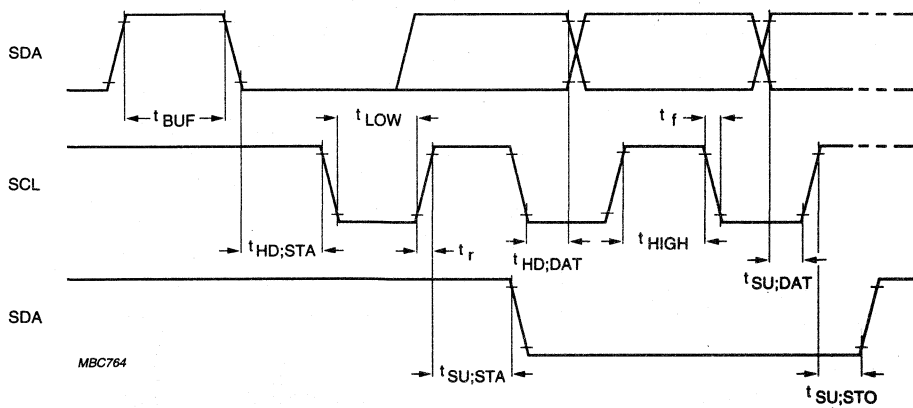 SDA
t BUF
t LOW
t f
SCL
t HD;STA
t r
t HD;DAT
t HIGH
t SU;DAT
SDA
MBC764
t SU;STA
t SU;STO